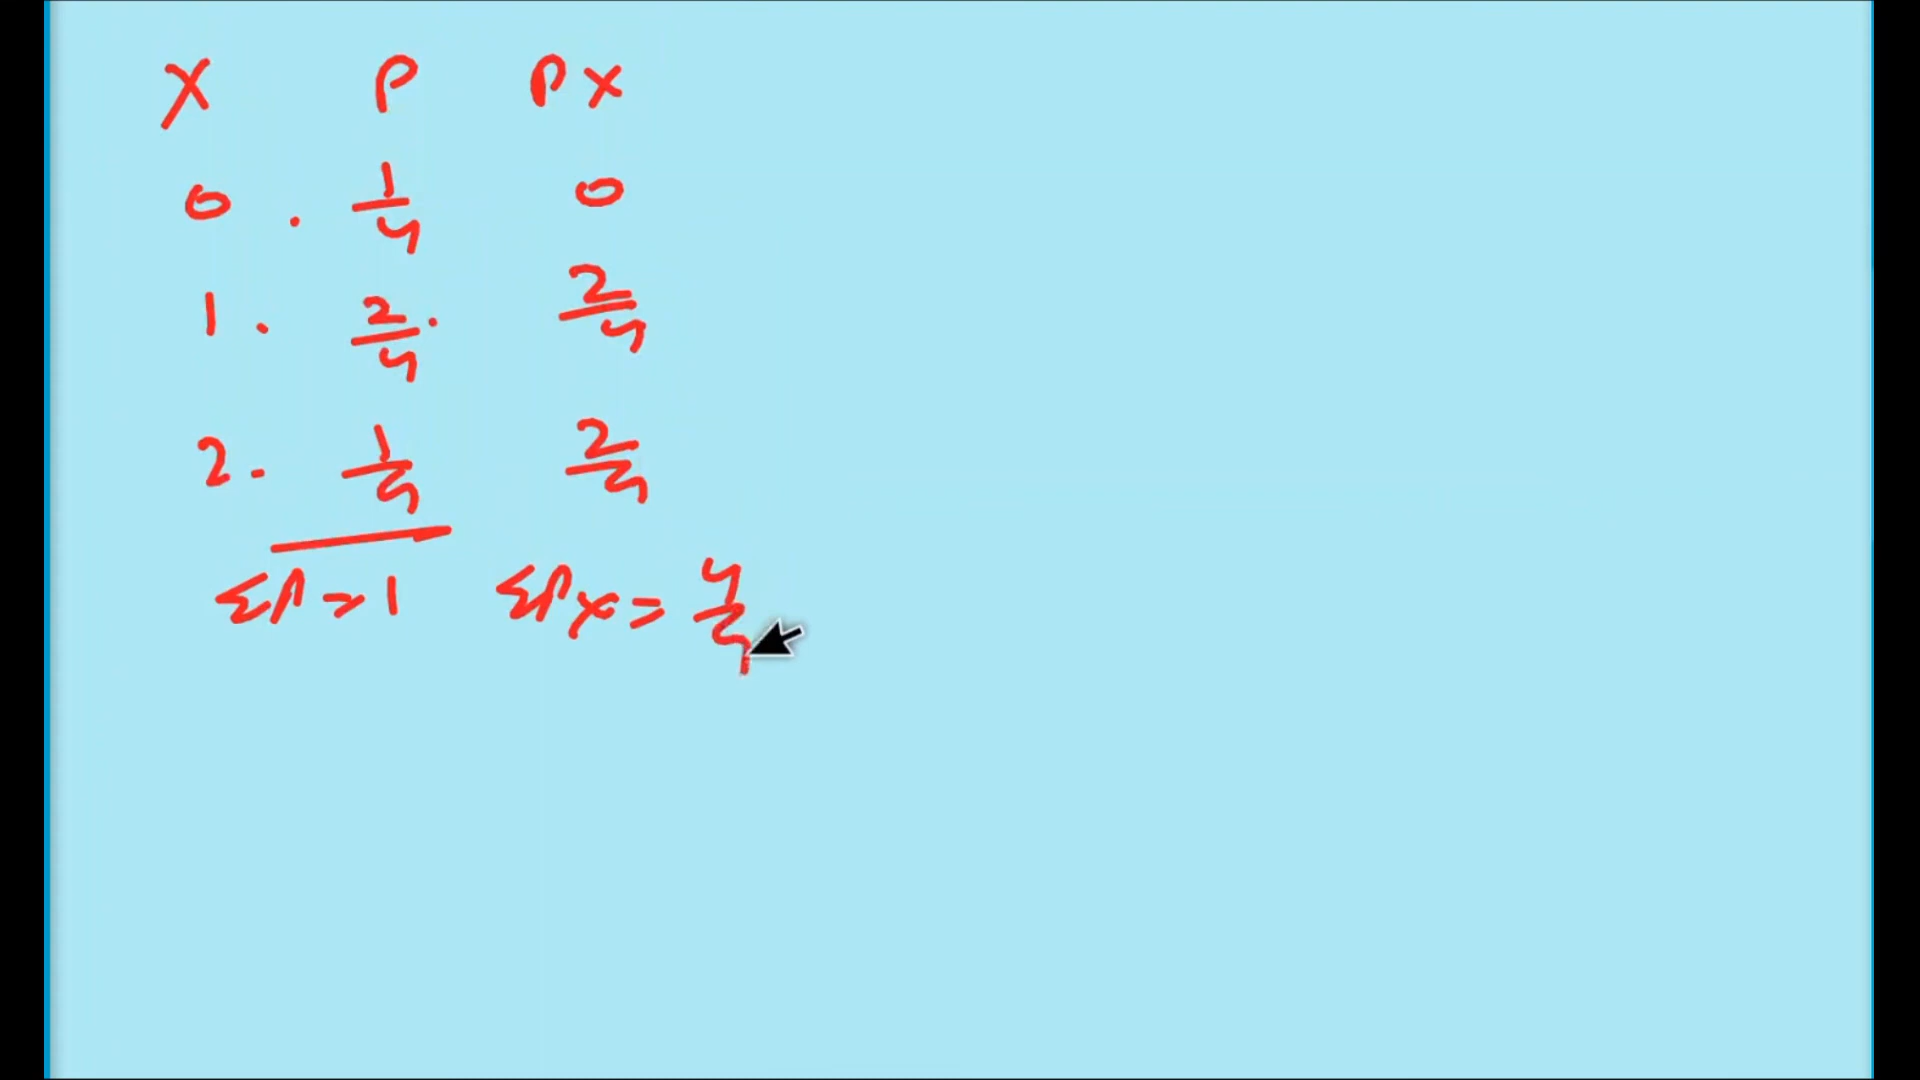 X P PX
0 . 1/4 0
1 . 2/4 . 2/4
2 . 1/4 2/4
ΣP = 1 ΣPX = 4/4